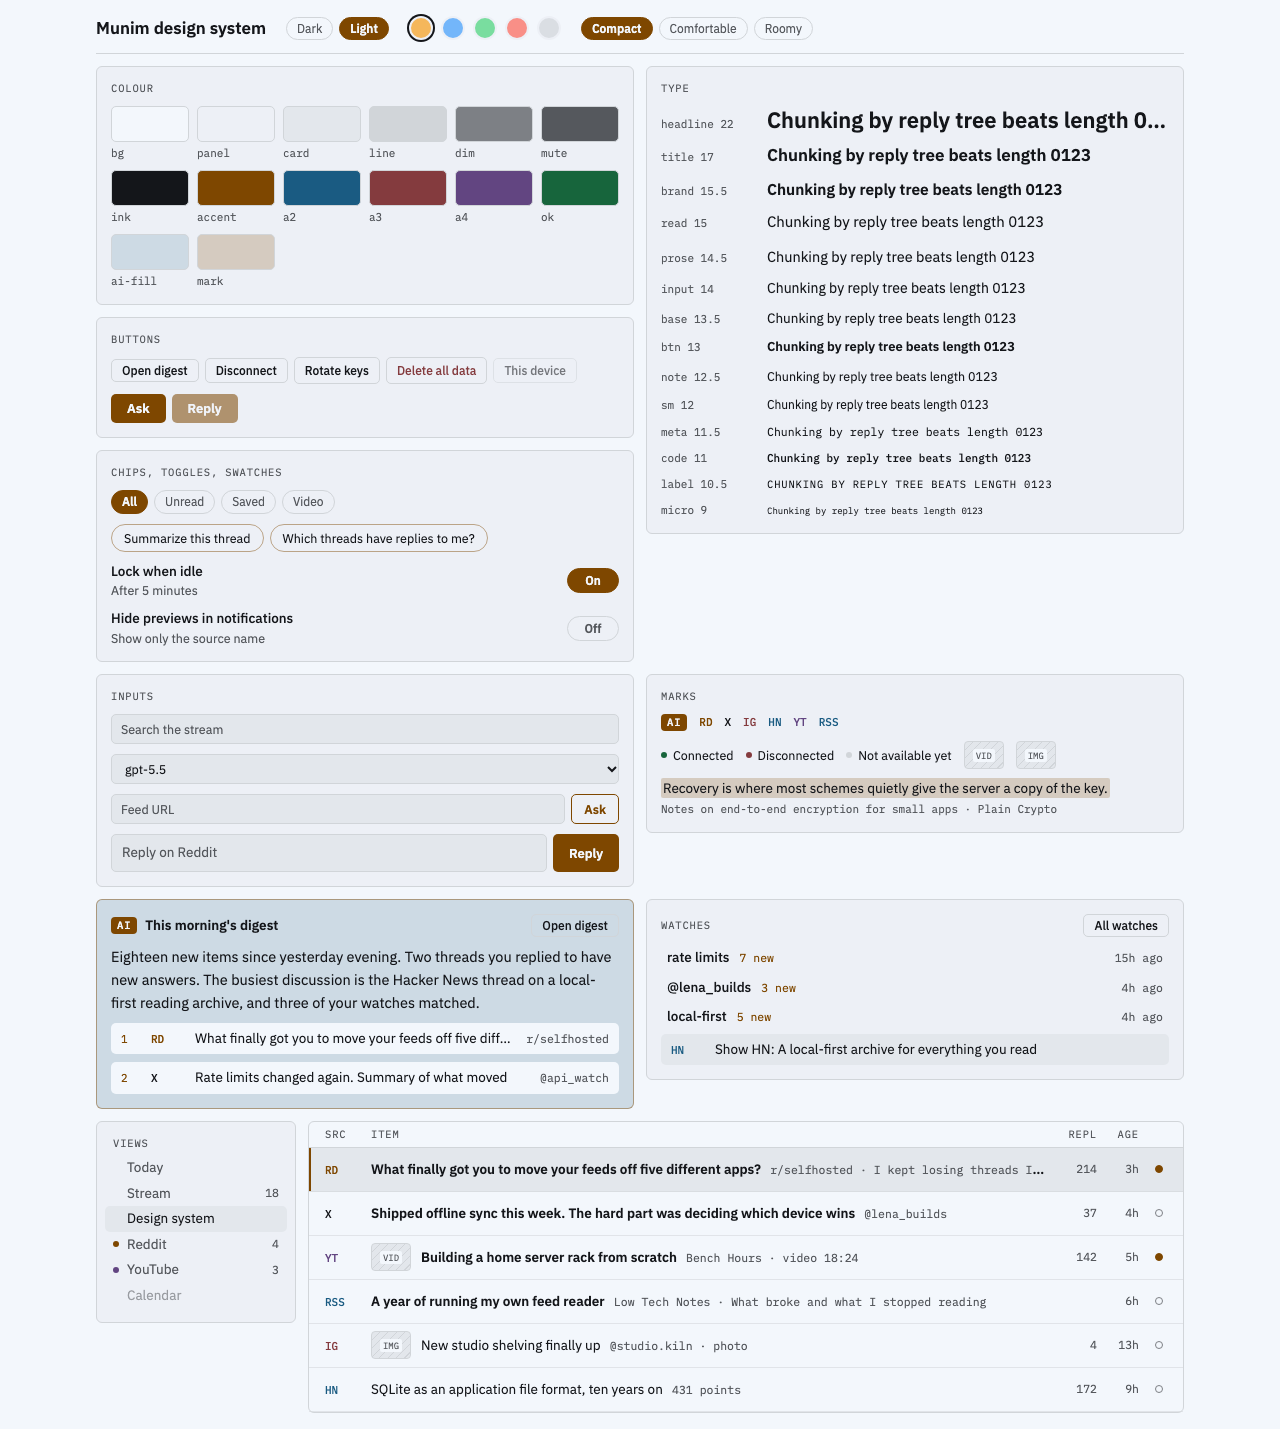 Munim design system Dark Light Compact Comfortable Roomy
COLOUR
bg panel card line dim mute
ink accent a2 a3 a4 ok
ai-fill mark
TYPE
headline 22 Chunking by reply tree beats length 0...
title 17 Chunking by reply tree beats length 0123
brand 15.5 Chunking by reply tree beats length 0123
read 15 Chunking by reply tree beats length 0123
prose 14.5 Chunking by reply tree beats length 0123
input 14 Chunking by reply tree beats length 0123
base 13.5 Chunking by reply tree beats length 0123
btn 13 Chunking by reply tree beats length 0123
note 12.5 Chunking by reply tree beats length 0123
sm 12 Chunking by reply tree beats length 0123
meta 11.5 Chunking by reply tree beats length 0123
code 11 Chunking by reply tree beats length 0123
label 10.5 CHUNKING BY REPLY TREE BEATS LENGTH 0123
micro 9 Chunking by reply tree beats length 0123
BUTTONS
Open digest Disconnect Rotate keys Delete all data This device
Ask Reply
CHIPS, TOGGLES, SWATCHES
All Unread Saved Video
Summarize this thread Which threads have replies to me?
Lock when idle
After 5 minutes
On
Hide previews in notifications
Show only the source name
Off
INPUTS
Search the stream
gpt-5.5
Feed URL Ask
Reply on Reddit Reply
MARKS
AI RD X IG HN YT RSS
Connected Disconnected Not available yet VID IMG
Recovery is where most schemes quietly give the server a copy of the key.
Notes on end-to-end encryption for small apps · Plain Crypto
AI This morning's digest Open digest
Eighteen new items since yesterday evening. Two threads you replied to have
new answers. The busiest discussion is the Hacker News thread on a local-
first reading archive, and three of your watches matched.
1 RD What finally got you to move your feeds off five diff... r/selfhosted
2 X Rate limits changed again. Summary of what moved @api_watch
WATCHES All watches
rate limits 7 new 15h ago
@lena_builds 3 new 4h ago
local-first 5 new 4h ago
HN Show HN: A local-first archive for everything you read
VIEWS
Today
Stream 18
Design system
Reddit 4
YouTube 3
Calendar
SRC ITEM REPL AGE
RD What finally got you to move your feeds off five different apps? r/selfhosted · I kept losing threads I... 214 3h
X Shipped offline sync this week. The hard part was deciding which device wins @lena_builds 37 4h
YT VID Building a home server rack from scratch Bench Hours · video 18:24 142 5h
RSS A year of running my own feed reader Low Tech Notes · What broke and what I stopped reading 6h
IG IMG New studio shelving finally up @studio.kiln · photo 4 13h
HN SQLite as an application file format, ten years on 431 points 172 9h